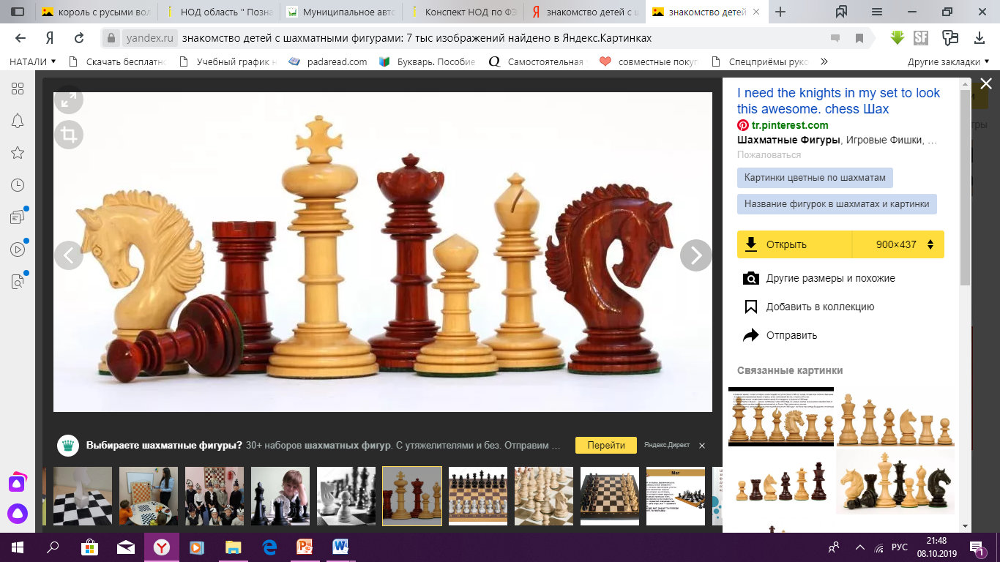 король с русыми вол
НОД область " Позна
Муниципальное авто
Конспект НОД по ФЭ
знакомство детей с ш
знакомство детей
yandex.ru знакомство детей с шахматными фигурами: 7 тыс изображений найдено в Яндекс.Картинках
SF
НАТАЛИ
Скачать бесплатн
Учебный график н
padaread.com
Букварь. Пособие
Самостоятельная
совместные покуп
Спецприёмы рукс
Другие закладки
I need the knights in my set to look
this awesome. chess Шах
tr.pinterest.com
Шахматные Фигуры, Игровые Фишки, ...
Пожаловаться
Картинки цветные по шахматам
Название фигурок в шахматах и картинки
Открыть 900×437
Другие размеры и похожие
Добавить в коллекцию
Отправить
Связанные картинки
Выбираете шахматные фигуры? 30+ наборов шахматных фигур. С утяжелителями и без. Отправим ...
Перейти
Яндекс.Директ
Мат
РУС
21:48
08.10.2019
1